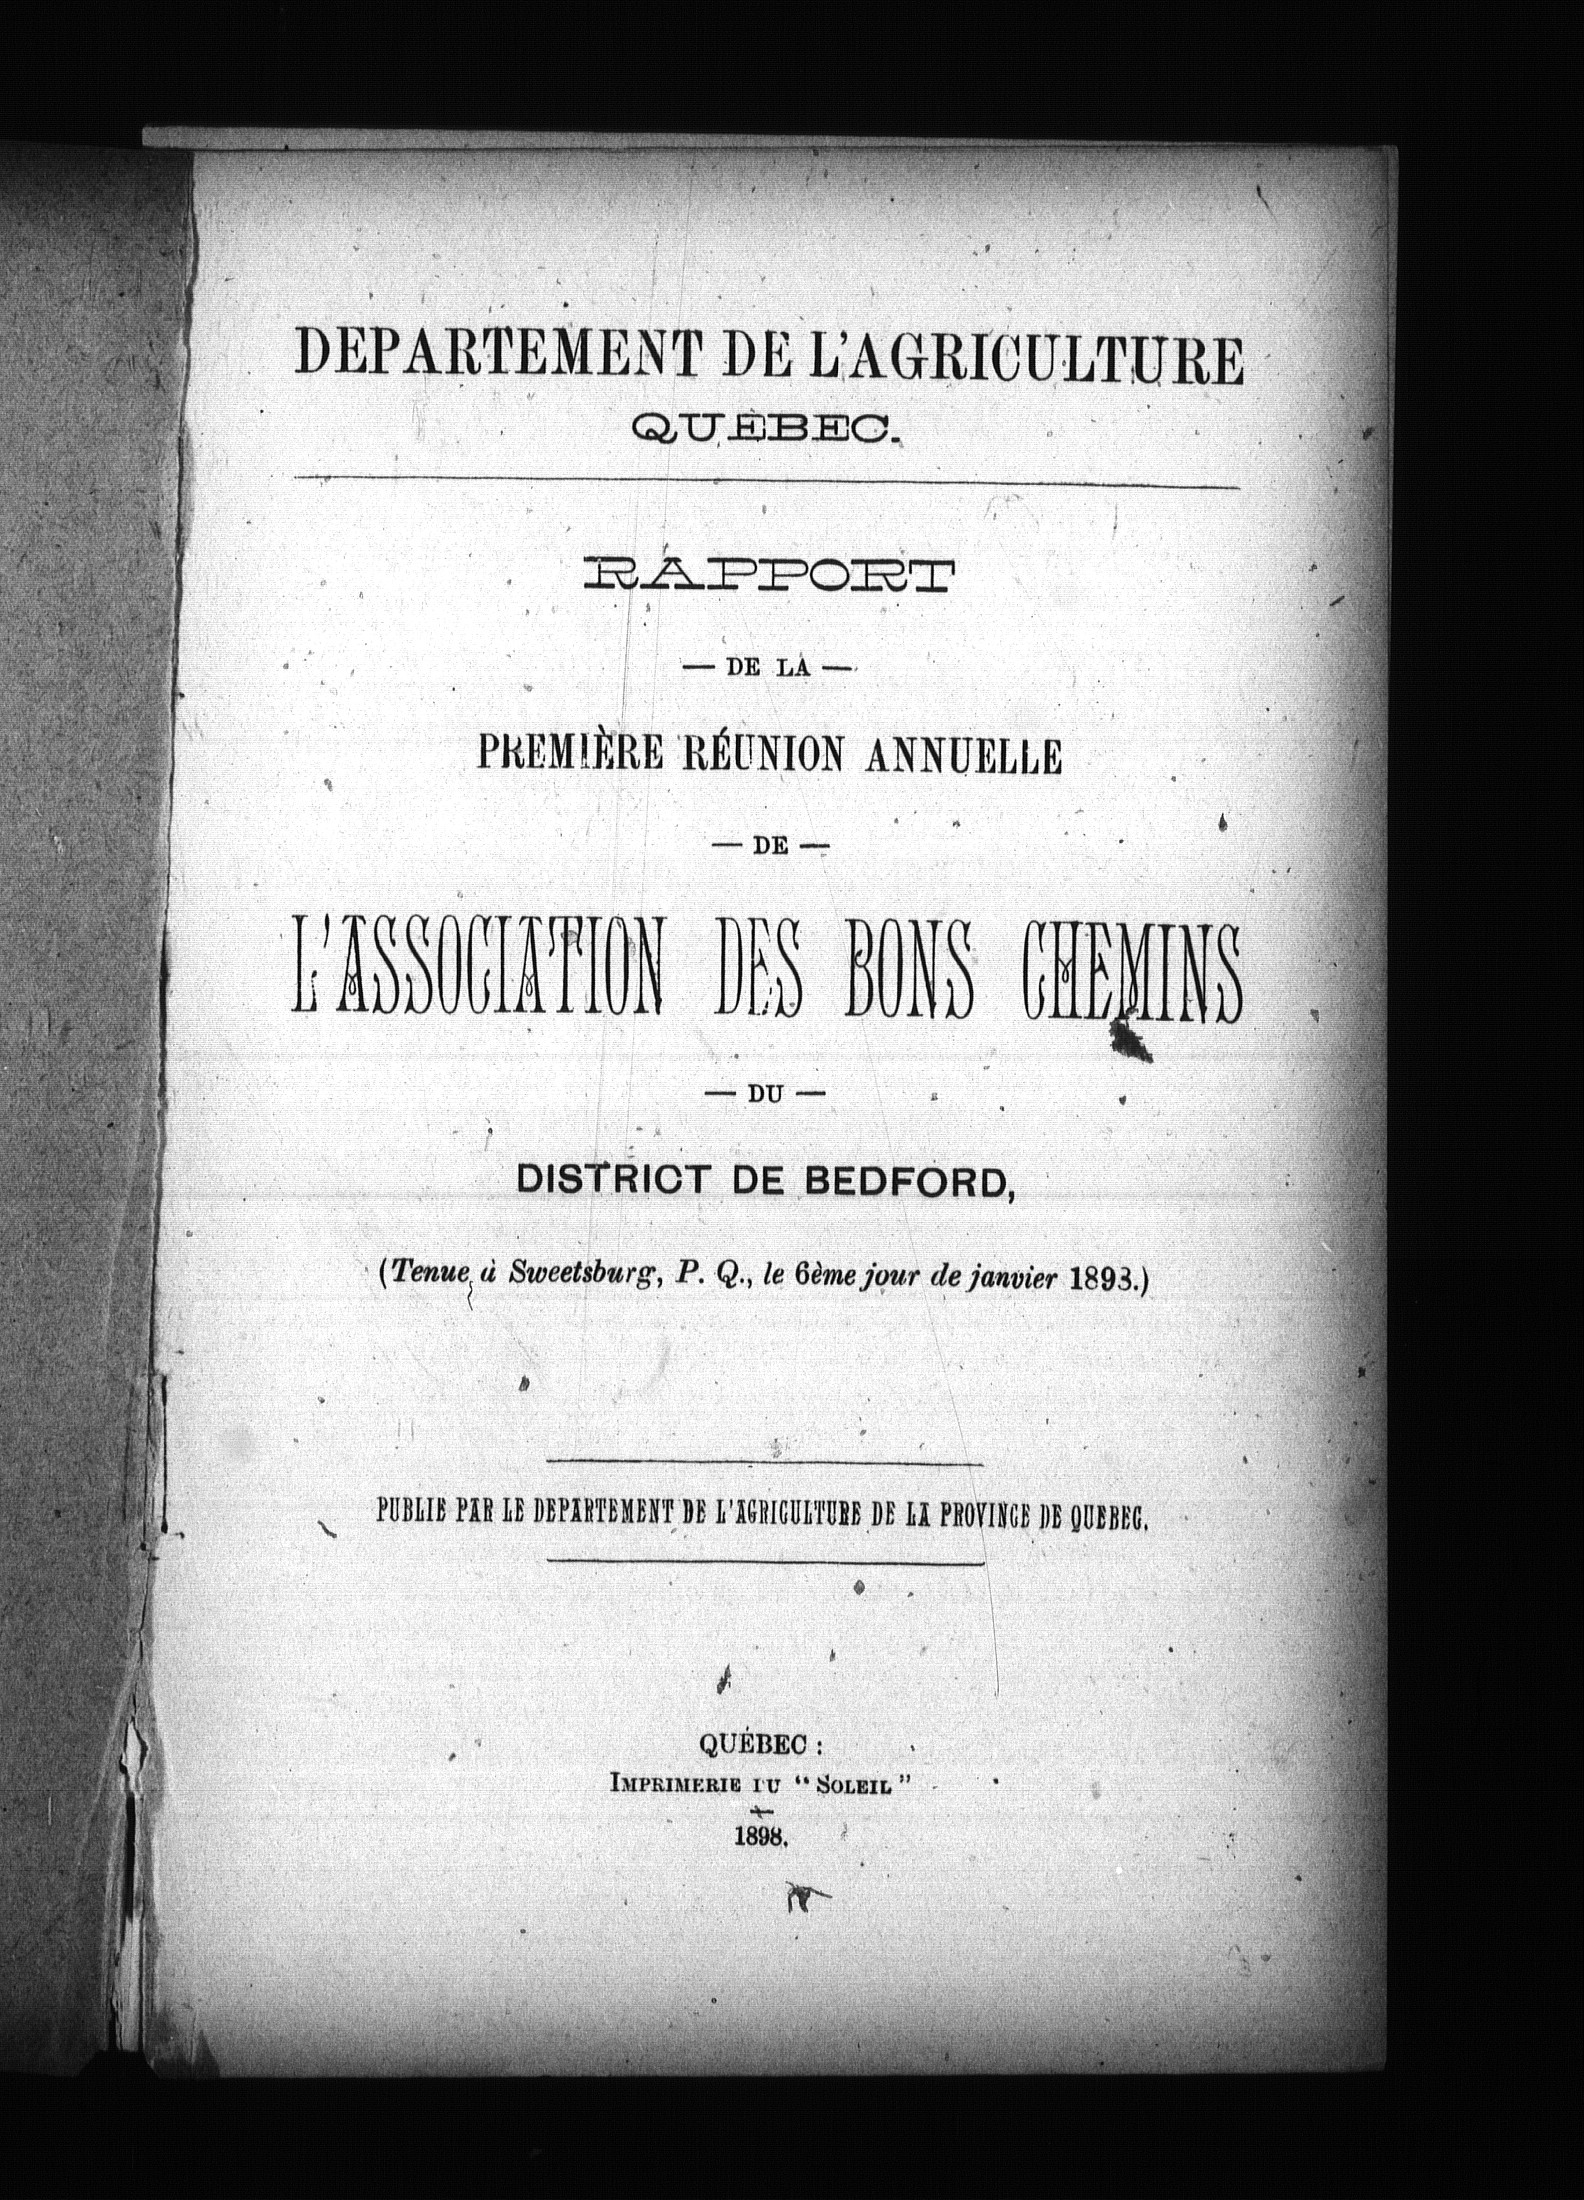 DEPARTEMENT DE L'AGRICULTURE
QUÉBEC.
RAPPORT
— DE LA —
PREMIÈRE RÉUNION ANNUELLE
— DE —
L'ASSOCIATION DES BONS CHEMINS
— DU —
DISTRICT DE BEDFORD,
(Tenue à Sweetsburg, P. Q., le 6ème jour de janvier 1893.)
PUBLIE PAR LE DEPARTEMENT DE L'AGRICULTURE DE LA PROVINCE DE QUEBEC.
QUÉBEC :
IMPRIMERIE DU “ SOLEIL ”
1898.